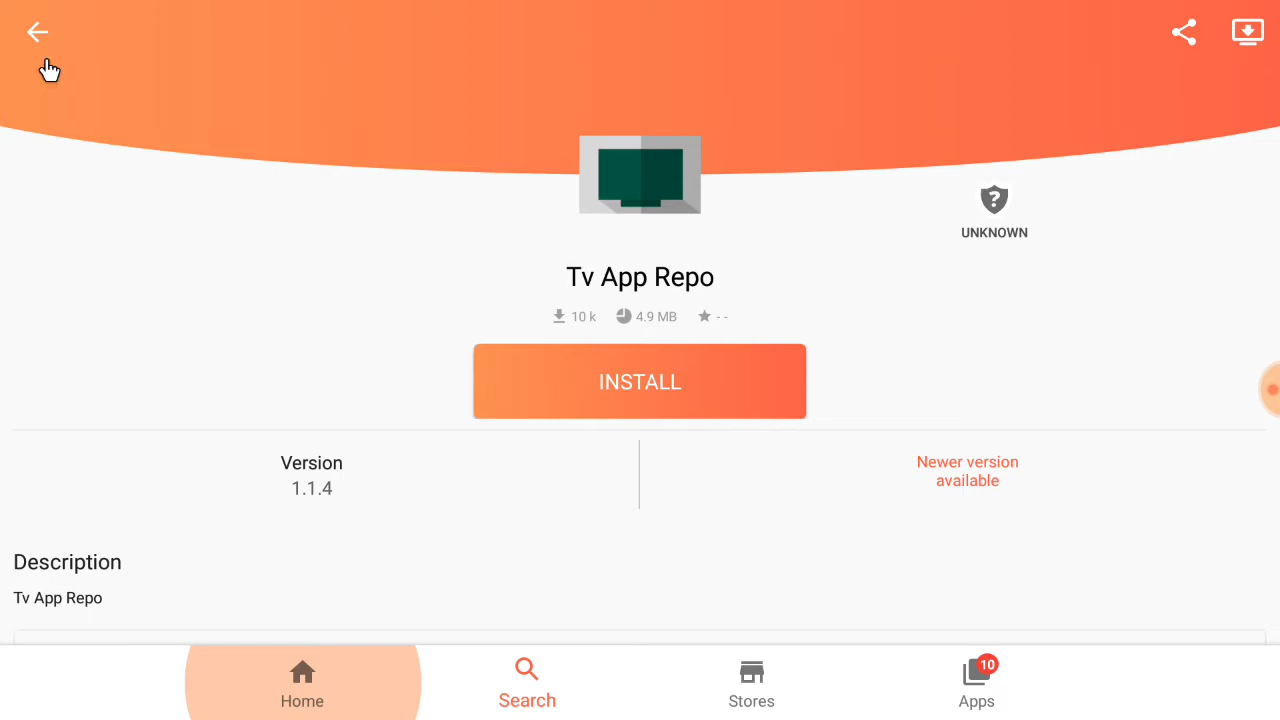 UNKNOWN
Tv App Repo
10 k 4.9 MB - -
INSTALL
Version
1.1.4
Newer version
available
Description
Tv App Repo
Home
Search
Stores
10
Apps